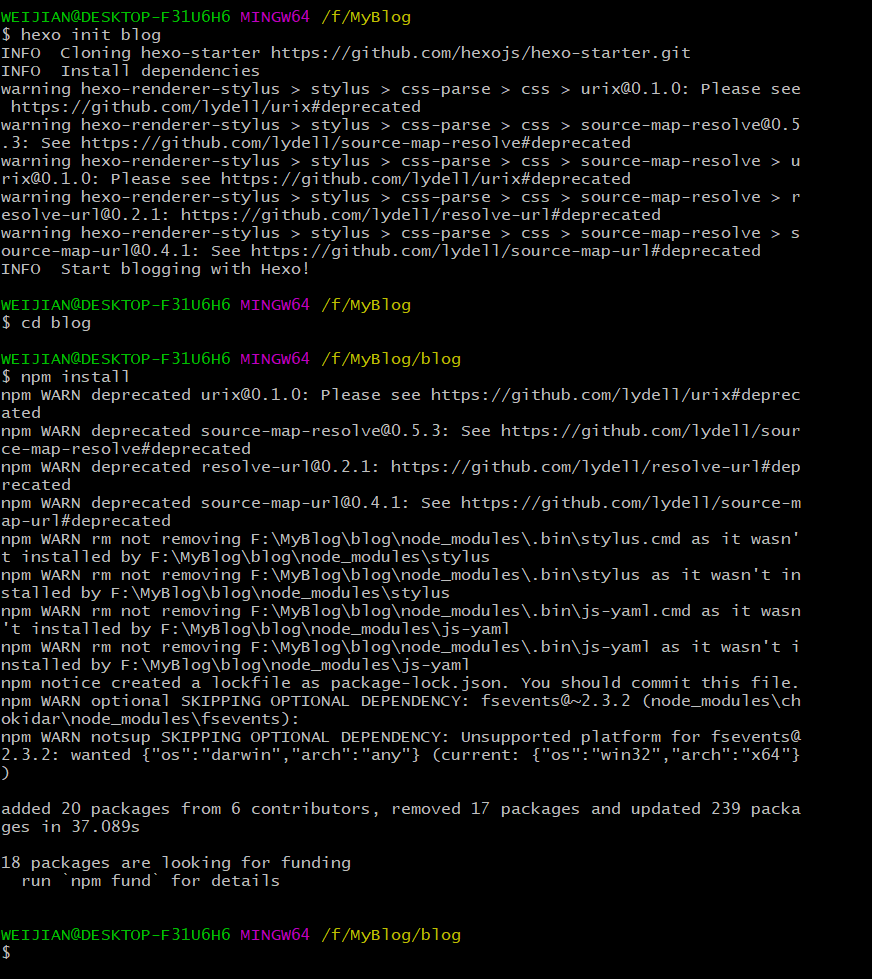 WEIJIAN@DESKTOP-F31U6H6 MINGW64 /f/MyBlog
$ hexo init blog
INFO  Cloning hexo-starter https://github.com/hexojs/hexo-starter.git
INFO  Install dependencies
warning hexo-renderer-stylus > stylus > css-parse > css > urix@0.1.0: Please see
 https://github.com/lydell/urix#deprecated
warning hexo-renderer-stylus > stylus > css-parse > css > source-map-resolve@0.5
.3: See https://github.com/lydell/source-map-resolve#deprecated
warning hexo-renderer-stylus > stylus > css-parse > css > source-map-resolve > u
rix@0.1.0: Please see https://github.com/lydell/urix#deprecated
warning hexo-renderer-stylus > stylus > css-parse > css > source-map-resolve > r
esolve-url@0.2.1: https://github.com/lydell/resolve-url#deprecated
warning hexo-renderer-stylus > stylus > css-parse > css > source-map-resolve > s
ource-map-url@0.4.1: See https://github.com/lydell/source-map-url#deprecated
INFO  Start blogging with Hexo!

WEIJIAN@DESKTOP-F31U6H6 MINGW64 /f/MyBlog
$ cd blog

WEIJIAN@DESKTOP-F31U6H6 MINGW64 /f/MyBlog/blog
$ npm install
npm WARN deprecated urix@0.1.0: Please see https://github.com/lydell/urix#deprec
ated
npm WARN deprecated source-map-resolve@0.5.3: See https://github.com/lydell/sour
ce-map-resolve#deprecated
npm WARN deprecated resolve-url@0.2.1: https://github.com/lydell/resolve-url#dep
recated
npm WARN deprecated source-map-url@0.4.1: See https://github.com/lydell/source-m
ap-url#deprecated
npm WARN rm not removing F:\MyBlog\blog\node_modules\.bin\stylus.cmd as it wasn'
t installed by F:\MyBlog\blog\node_modules\stylus
npm WARN rm not removing F:\MyBlog\blog\node_modules\.bin\stylus as it wasn't in
stalled by F:\MyBlog\blog\node_modules\stylus
npm WARN rm not removing F:\MyBlog\blog\node_modules\.bin\js-yaml.cmd as it wasn
't installed by F:\MyBlog\blog\node_modules\js-yaml
npm WARN rm not removing F:\MyBlog\blog\node_modules\.bin\js-yaml as it wasn't i
nstalled by F:\MyBlog\blog\node_modules\js-yaml
npm notice created a lockfile as package-lock.json. You should commit this file.
npm WARN optional SKIPPING OPTIONAL DEPENDENCY: fsevents@~2.3.2 (node_modules\ch
okidar\node_modules\fsevents):
npm WARN notsup SKIPPING OPTIONAL DEPENDENCY: Unsupported platform for fsevents@
2.3.2: wanted {"os":"darwin","arch":"any"} (current: {"os":"win32","arch":"x64"}
)

added 20 packages from 6 contributors, removed 17 packages and updated 239 packa
ges in 37.089s

18 packages are looking for funding
  run `npm fund` for details


WEIJIAN@DESKTOP-F31U6H6 MINGW64 /f/MyBlog/blog
$